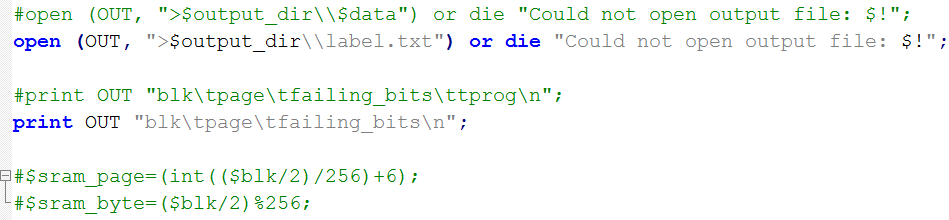 #open (OUT, ">$output_dir\\$data") or die "Could not open output file: $!";
open (OUT, ">$output_dir\\label.txt") or die "Could not open output file: $!";
#print OUT "blk\tpage\tfailing_bits\ttprog\n";
print OUT "blk\tpage\tfailing_bits\n";
#$sram_page=(int(($blk/2)/256)+6);
#$sram_byte=($blk/2)%256;